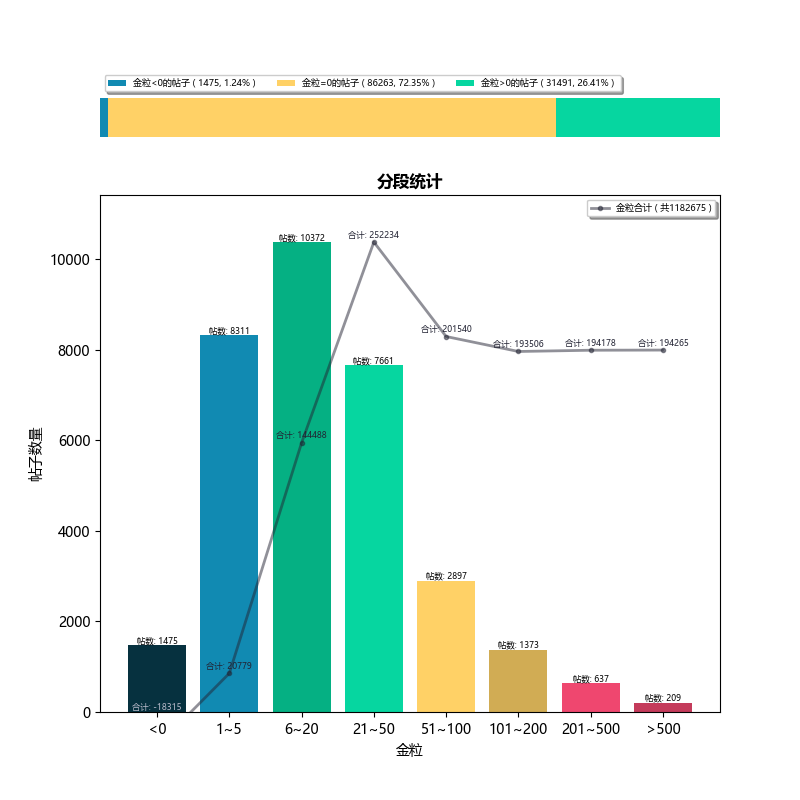 金粒<0的帖子 ( 1475, 1.24% ) 金粒=0的帖子 ( 86263, 72.35% ) 金粒>0的帖子 ( 31491, 26.41% )
分段统计
金粒合计 ( 共1182675 )
帖子数量
10000
8000
6000
4000
2000
0
帖数: 1475
帖数: 8311
帖数: 10372
帖数: 7661
帖数: 2897
帖数: 1373
帖数: 637
帖数: 209
合计: -18315
合计: 20779
合计: 144488
合计: 252234
合计: 201540
合计: 193506
合计: 194178
合计: 194265
<0 1~5 6~20 21~50 51~100 101~200 201~500 >500
金粒